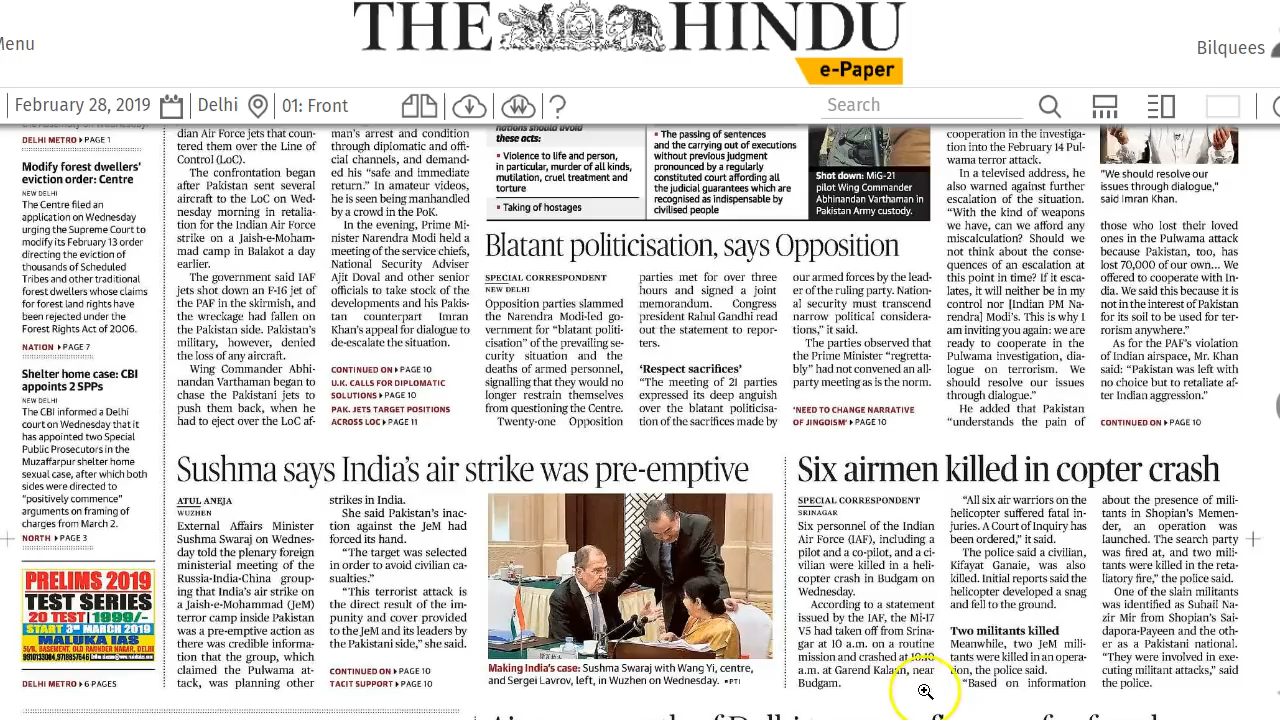 THE HINDU
e-Paper
Menu
Bilquees
February 28, 2019
Delhi
01: Front
?
Search
DELHI METRO ▸ PAGE 1
Modify forest dwellers'
eviction order: Centre
NEW DELHI
The Centre filed an
application on Wednesday
urging the Supreme Court to
modify its February 13 order
directing the eviction of
thousands of Scheduled
Tribes and other traditional
forest dwellers whose claims
for forest land rights have
been rejected under the
Forest Rights Act of 2006.
NATION ▸ PAGE 7
Shelter home case: CBI
appoints 2 SPPs
NEW DELHI
The CBI informed a Delhi
court on Wednesday that it
has appointed two Special
Public Prosecutors in the
Muzaffarpur shelter home
sexual case, after which both
sides were directed to
"positively commence"
arguments on framing of
charges from March 2.
NORTH ▸ PAGE 3
PRELIMS 2019
TEST SERIES
20 TEST|1999/-
START 3RD MARCH 2019
MALUKA IAS
DELHI METRO ▸ 6 PAGES
dian Air Force jets that coun-
tered them over the Line of
Control (LoC).
The confrontation began
after Pakistan sent several
aircraft to the LoC on Wed-
nesday morning in retalia-
tion for the Indian Air Force
strike on a Jaish-e-Moham-
mad camp in Balakot a day
earlier.
The government said IAF
jets shot down an F-16 jet of
the PAF in the skirmish, and
the wreckage had fallen on
the Pakistan side. Pakistan's
military, however, denied
the loss of any aircraft.
Wing Commander Abhi-
nandan Varthaman began to
chase the Pakistani jets to
push them back, when he
had to eject over the LoC af-
man's arrest and condition
through diplomatic and offi-
cial channels, and demand-
ed his "safe and immediate
return." In amateur videos,
he is seen being manhandled
by a crowd in the PoK.
In the evening, Prime Mi-
nister Narendra Modi held a
meeting of the service chiefs,
National Security Adviser
Ajit Doval and other senior
officials to take stock of the
developments and his Pakis-
tan counterpart Imran
Khan's appeal for dialogue to
de-escalate the situation.
CONTINUED ON ▸ PAGE 10
U.K. CALLS FOR DIPLOMATIC
SOLUTIONS ▸ PAGE 10
PAK. JETS TARGET POSITIONS
ACROSS LOC ▸ PAGE 11
nations should avoid
these acts:
▪ Violence to life and person,
in particular, murder of all kinds,
mutilation, cruel treatment and
torture
▪ Taking of hostages
▪ The passing of sentences
and the carrying out of executions
without previous judgment
pronounced by a regularly
constituted court affording all
the judicial guarantees which are
recognised as indispensable by
civilised people
Shot down: MiG-21
pilot Wing Commander
Abhinandan Varthaman in
Pakistan Army custody.
Blatant politicisation, says Opposition
SPECIAL CORRESPONDENT
NEW DELHI
Opposition parties slammed
the Narendra Modi-led go-
vernment for "blatant politi-
cisation" of the prevailing se-
curity situation and the
deaths of armed personnel,
signalling that they would no
longer restrain themselves
from questioning the Centre.
Twenty-one Opposition
parties met for over three
hours and signed a joint
memorandum. Congress
president Rahul Gandhi read
out the statement to repor-
ters.
'Respect sacrifices'
"The meeting of 21 parties
expressed its deep anguish
over the blatant politicisa-
tion of the sacrifices made by
our armed forces by the lead-
er of the ruling party. Nation-
al security must transcend
narrow political considera-
tions," it said.
The parties observed that
the Prime Minister "regretta-
bly" had not convened an all-
party meeting as is the norm.
'NEED TO CHANGE NARRATIVE
OF JINGOISM' ▸ PAGE 10
cooperation in the investiga-
tion into the February 14 Pul-
wama terror attack.
In a televised address, he
also warned against further
escalation of the situation.
"With the kind of weapons
we have, can we afford any
miscalculation? Should we
not think about the conse-
quences of an escalation at
this point in time? If it esca-
lates, it will neither be in my
control nor [Indian PM Na-
rendra] Modi's. This is why I
am inviting you again: we are
ready to cooperate in the
Pulwama investigation, dia-
logue on terrorism. We
should resolve our issues
through dialogue."
He added that Pakistan
"understands the pain of
"We should resolve our
issues through dialogue,"
said Imran Khan.
those who lost their loved
ones in the Pulwama attack
because Pakistan, too, has
lost 70,000 of our own... We
offered to cooperate with In-
dia. We said this because it is
not in the interest of Pakistan
for its soil to be used for ter-
rorism anywhere."
As for the PAF's violation
of Indian airspace, Mr. Khan
said: "Pakistan was left with
no choice but to retaliate af-
ter Indian aggression."
CONTINUED ON ▸ PAGE 10
Sushma says India's air strike was pre-emptive
ATUL ANEJA
WUZHEN
External Affairs Minister
Sushma Swaraj on Wednes-
day told the plenary foreign
ministerial meeting of the
Russia-India-China group-
ing that India's air strike on
a Jaish-e-Mohammad (JeM)
terror camp inside Pakistan
was a pre-emptive action as
there was credible informa-
tion that the group, which
claimed the Pulwama at-
tack, was planning other
strikes in India.
She said Pakistan's inac-
tion against the JeM had
forced its hand.
"The target was selected
in order to avoid civilian ca-
sualties."
"This terrorist attack is
the direct result of the im-
punity and cover provided
to the JeM and its leaders by
the Pakistani side," she said.
CONTINUED ON ▸ PAGE 10
TACIT SUPPORT ▸ PAGE 10
Making India's case: Sushma Swaraj with Wang Yi, centre,
and Sergei Lavrov, left, in Wuzhen on Wednesday. ▪ PTI
Six airmen killed in copter crash
SPECIAL CORRESPONDENT
SRINAGAR
Six personnel of the Indian
Air Force (IAF), including a
pilot and a co-pilot, and a ci-
vilian were killed in a heli-
copter crash in Budgam on
Wednesday.
According to a statement
issued by the IAF, the Mi-17
V5 had taken off from Srina-
gar at 10 a.m. on a routine
mission and crashed at 10.40
a.m. at Garend Kalaan, near
Budgam.
"All six air warriors on the
helicopter suffered fatal in-
juries. A Court of Inquiry has
been ordered," it said.
The police said a civilian,
Kifayat Ganaie, was also
killed. Initial reports said the
helicopter developed a snag
and fell to the ground.
Two militants killed
Meanwhile, two JeM mili-
tants were killed in an opera-
tion, the police said.
"Based on information
about the presence of mili-
tants in Shopian's Memen-
der, an operation was
launched. The search party
was fired at, and two mili-
tants were killed in the reta-
liatory fire," the police said.
One of the slain militants
was identified as Suhail Na-
zir Mir from Shopian's Sai-
dapora-Payeen and the oth-
er as a Pakistani national.
"They were involved in exe-
cuting militant attacks," said
the police.